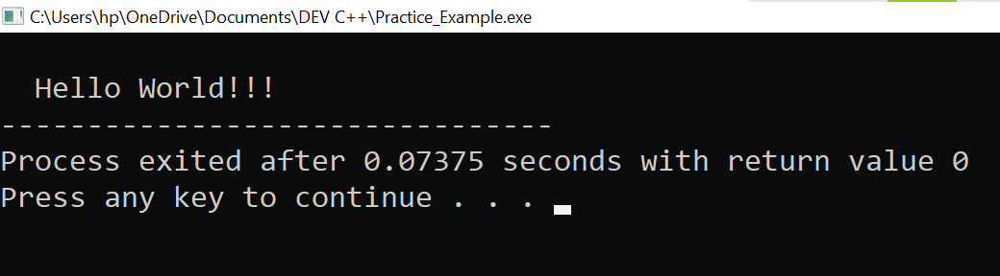 C:\Users\hp\OneDrive\Documents\DEV C++\Practice_Example.exe
Hello World!!!
--------------------------------
Process exited after 0.07375 seconds with return value 0
Press any key to continue . . .